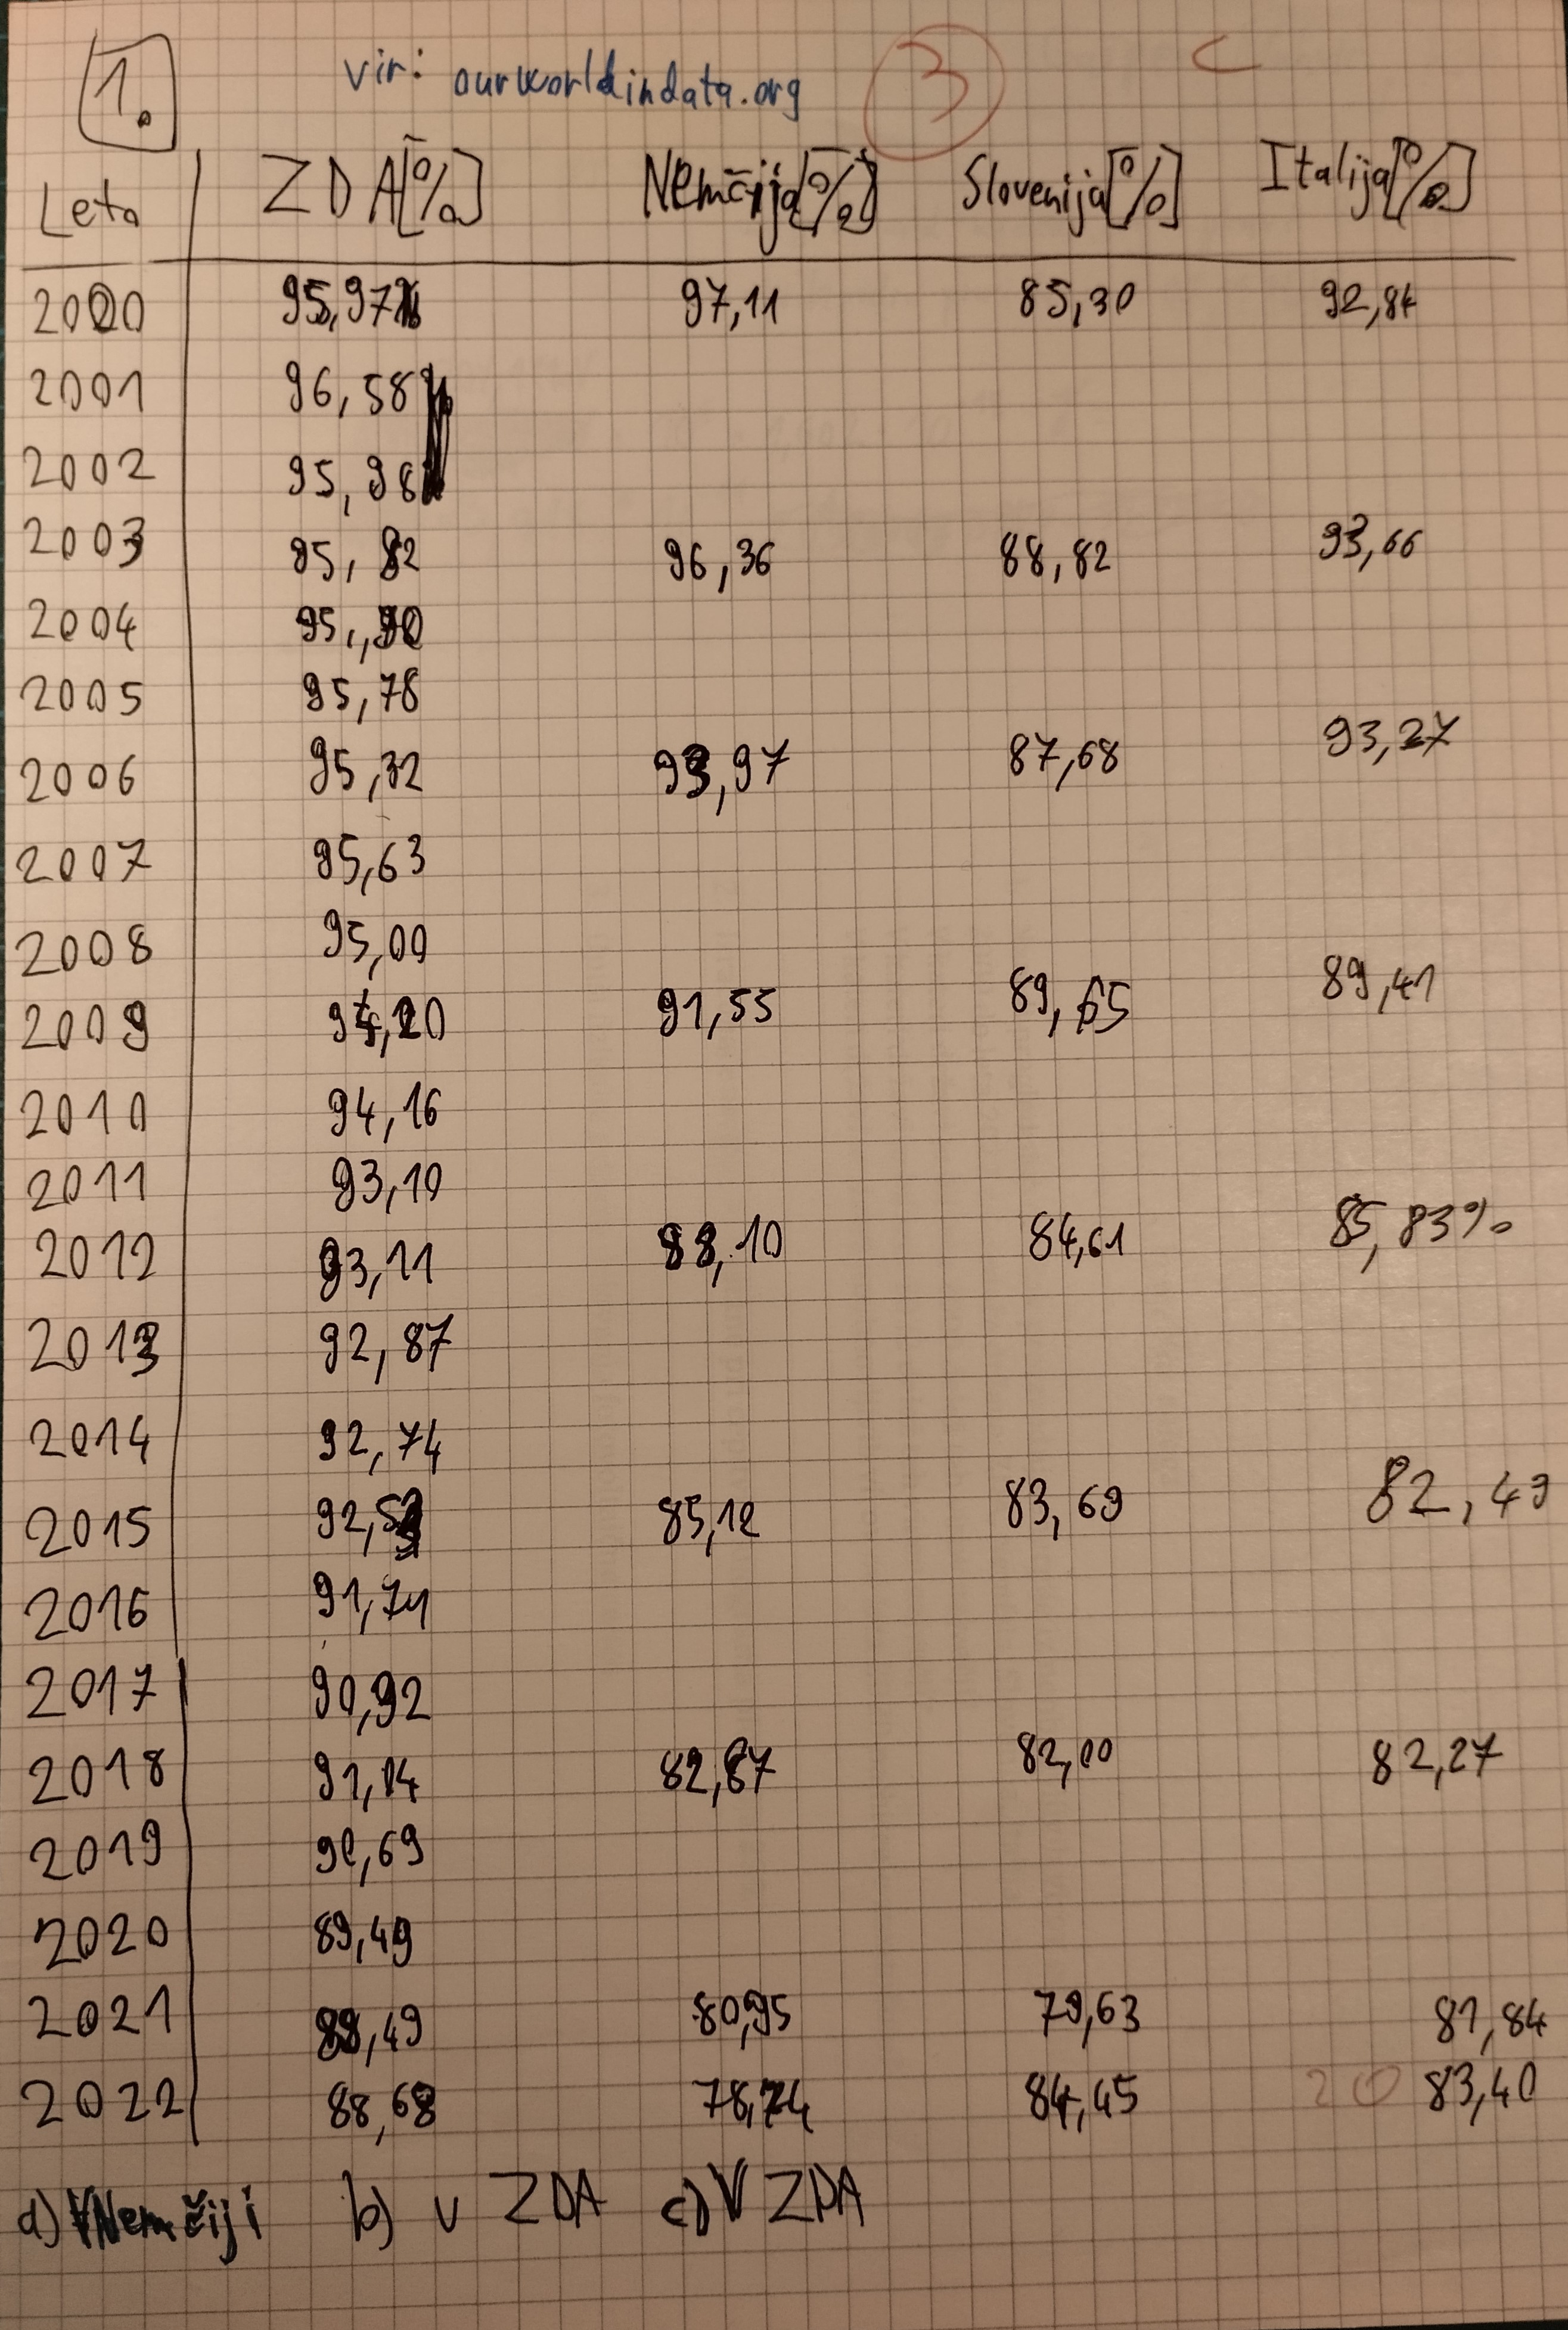 1. vir: ourworldindata.org 3
Leto ZDA[%] Nemčija[%] Slovenija[%] Italija[%]
2000 95,97 97,11 85,30 92,84
2001 96,58
2002 95,98
2003 95,82 96,36 88,82 93,66
2004 95,90
2005 95,78
2006 95,32 93,97 87,68 93,27
2007 95,63
2008 95,00
2009 94,20 91,55 89,65 89,41
2010 94,16
2011 93,10
2012 93,11 88,10 84,61 85,83%
2013 92,87
2014 92,74
2015 85,12 83,69 82,49
2016 91,71
2017 90,92
2018 91,14 82,87 82,00 82,27
2019 90,69
2020 89,49
2021 88,49 80,95 79,63 81,84
2022 88,68 78,74 84,45 20 83,40
a) V Nemčiji b) v ZDA c) V ZDA